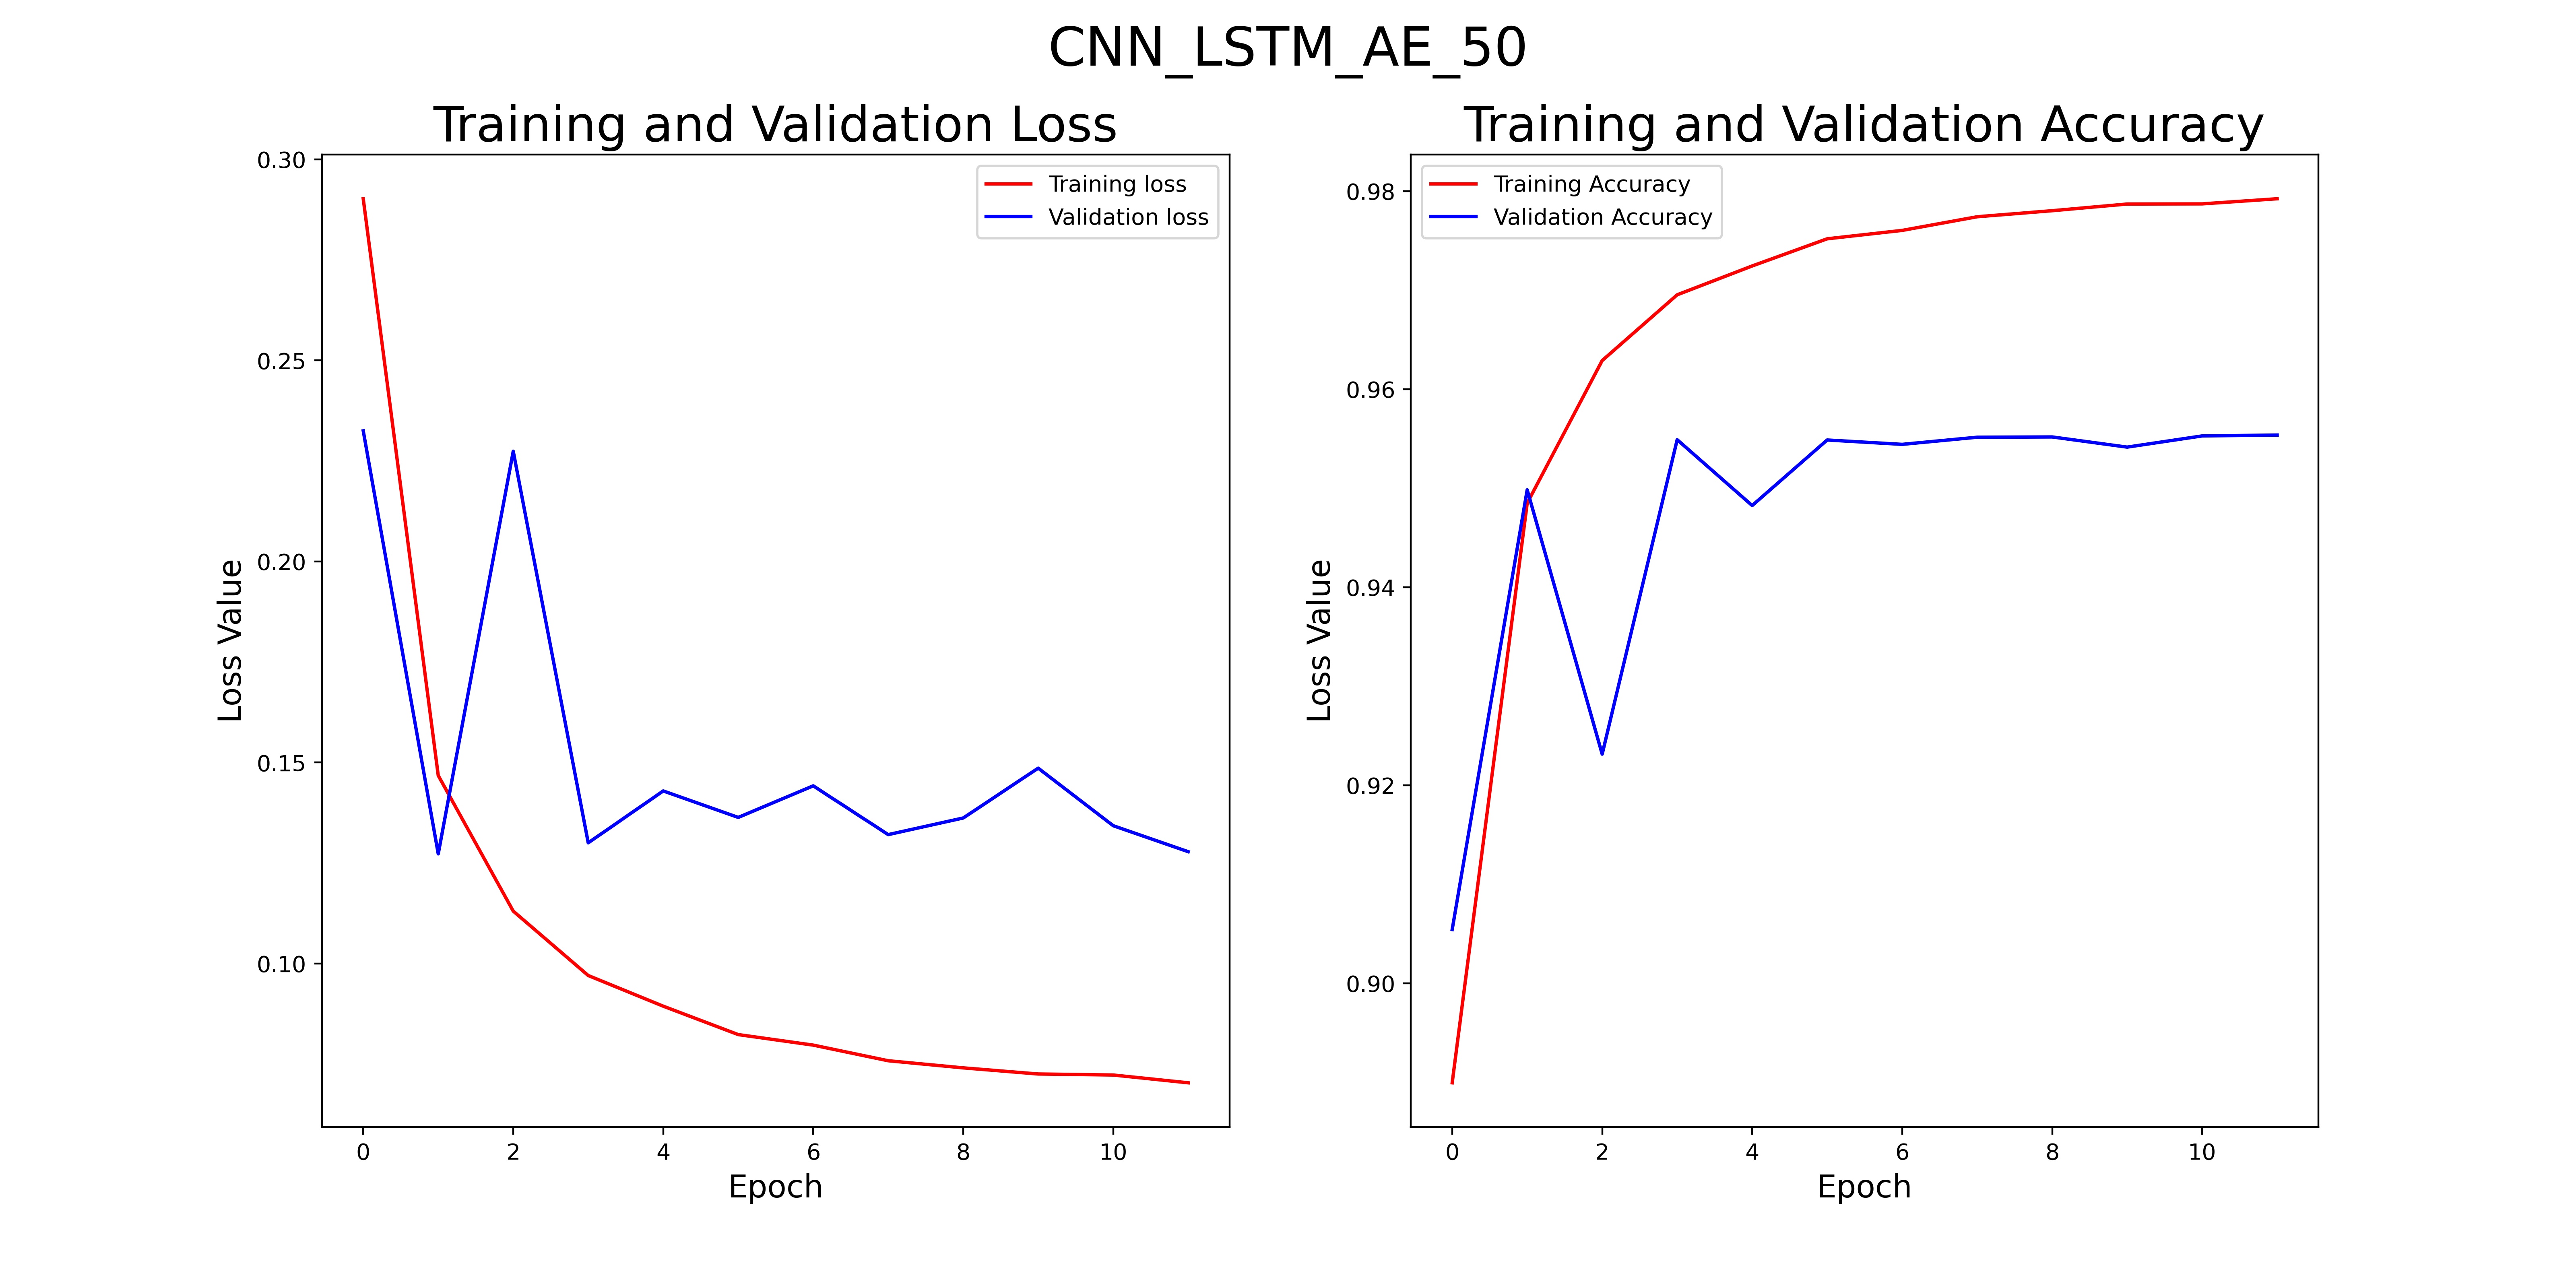 CNN_LSTM_AE_50
Training and Validation Loss
Training loss
Validation loss
0.30
0.25
0.20
0.15
0.10
Loss Value
0 2 4 6 8 10
Epoch
Training and Validation Accuracy
Training Accuracy
Validation Accuracy
0.98
0.96
0.94
0.92
0.90
Loss Value
0 2 4 6 8 10
Epoch